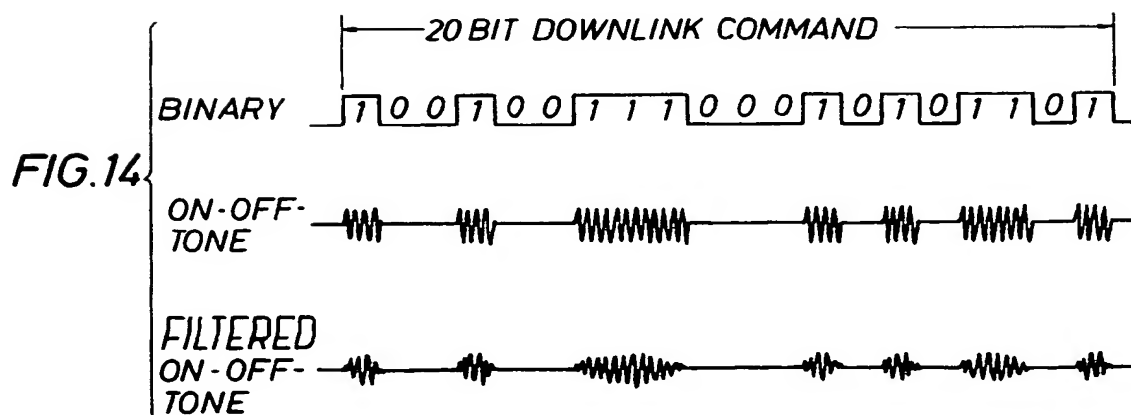 20 BIT DOWNLINK COMMAND
BINARY 1 0 0 1 0 0 1 1 1 0 0 0 1 0 1 0 1 1 0 1
FIG.14
ON-OFF-
TONE
FILTERED
ON-OFF-
TONE